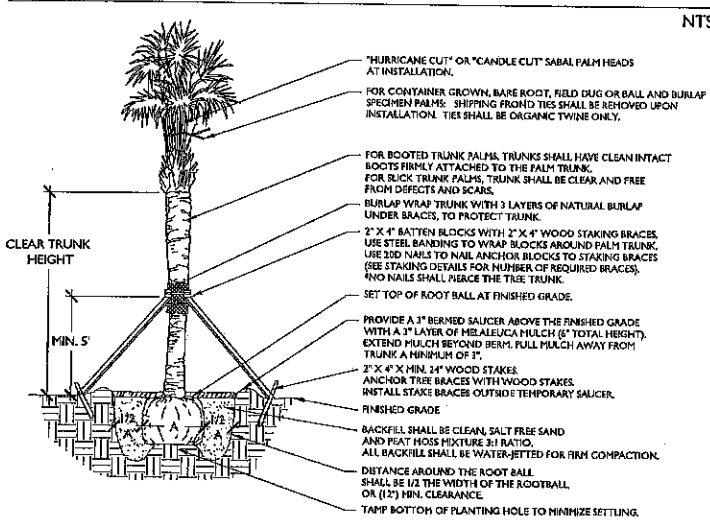 NTS
"HURRICANE CUT" OR "CANDLE CUT" SABAL PALM HEADS
AT INSTALLATION.
FOR CONTAINER GROWN, BARE ROOT, FIELD DUG OR BALL AND BURLAP
SPECIMEN PALMS: SHIPPING FROND TIES SHALL BE REMOVED UPON
INSTALLATION. TIES SHALL BE ORGANIC TWINE ONLY.
FOR BOOTED TRUNK PALMS, TRUNKS SHALL HAVE CLEAN INTACT
BOOTS FIRMLY ATTACHED TO THE PALM TRUNK.
FOR SLICK TRUNK PALMS, TRUNK SHALL BE CLEAR AND FREE
FROM DEFECTS AND SCARS.
BURLAP WRAP TRUNK WITH 3 LAYERS OF NATURAL BURLAP
UNDER BRACES, TO PROTECT TRUNK.
2" X 4" BATTEN BLOCKS WITH 2" X 4" WOOD STAKING BRACES,
USE STEEL BANDING TO WRAP BLOCKS AROUND PALM TRUNK.
USE 20D NAILS TO NAIL ANCHOR BLOCKS TO STAKING BRACES
(SEE STAKING DETAILS FOR NUMBER OF REQUIRED BRACES).
*NO NAILS SHALL PIERCE THE TREE TRUNK.
CLEAR TRUNK
HEIGHT
SET TOP OF ROOT BALL AT FINISHED GRADE.
MIN. 5'
PROVIDE A 3" BERMED SAUCER ABOVE THE FINISHED GRADE
WITH A 3" LAYER OF MELALEUCA MULCH (6" TOTAL HEIGHT).
EXTEND MULCH BEYOND BERM. PULL MULCH AWAY FROM
TRUNK A MINIMUM OF 3".
2" X 4" X MIN. 24" WOOD STAKES.
ANCHOR TREE BRACES WITH WOOD STAKES.
INSTALL STAKE BRACES OUTSIDE TEMPORARY SAUCER.
FINISHED GRADE
1/2 A
A
1/2 A
BACKFILL SHALL BE CLEAN, SALT FREE SAND
AND PEAT MOSS MIXTURE 3:1 RATIO.
ALL BACKFILL SHALL BE WATER-JETTED FOR FIRM COMPACTION.
DISTANCE AROUND THE ROOT BALL
SHALL BE 1/2 THE WIDTH OF THE ROOTBALL,
OR (12") MIN. CLEARANCE.
TAMP BOTTOM OF PLANTING HOLE TO MINIMIZE SETTLING.